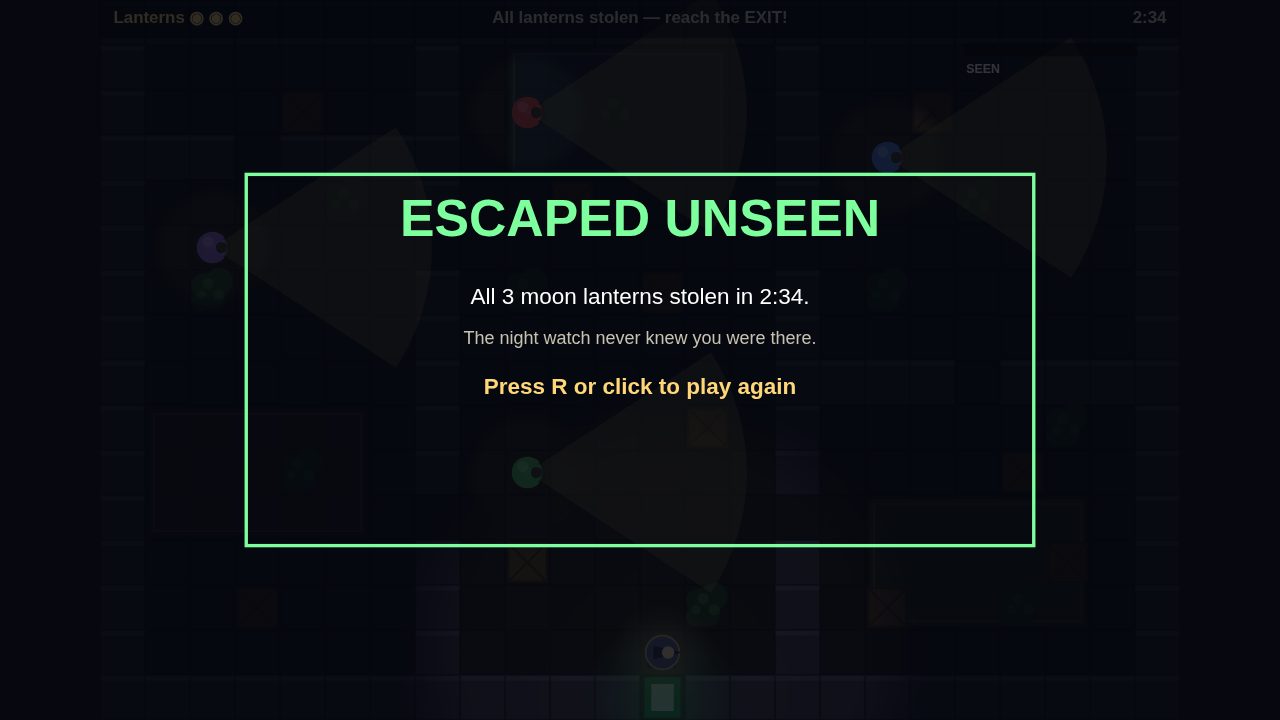 Lanterns
All lanterns stolen — reach the EXIT!
2:34
SEEN
ESCAPED UNSEEN
All 3 moon lanterns stolen in 2:34.
The night watch never knew you were there.
Press R or click to play again